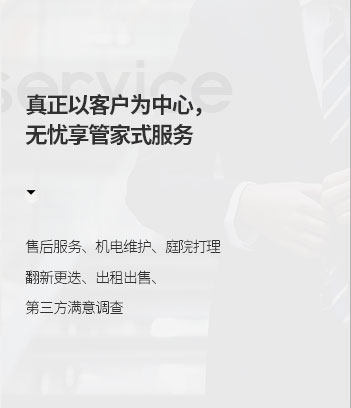 service
真正以客户为中心，
无忧享管家式服务
售后服务、机电维护、庭院打理
翻新更迭、出租出售、
第三方满意调查